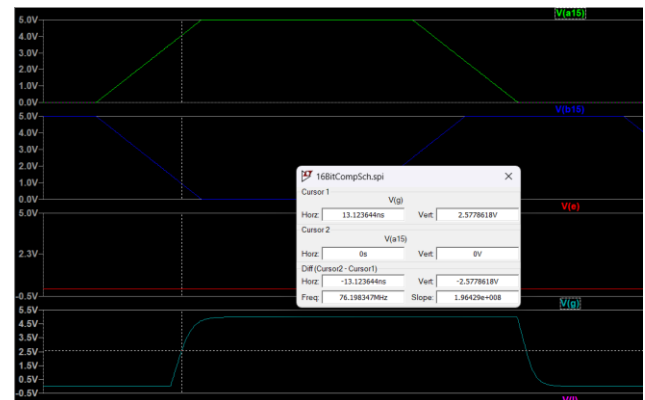 V(a15)
5.0V
4.0V
3.0V
2.0V
1.0V
0.0V
V(b15)
5.0V
4.0V
3.0V
2.0V
1.0V
0.0V
V(e)
5.0V
2.3V
-0.5V
V(g)
5.5V
4.5V
3.5V
2.5V
1.5V
0.5V
-0.5V
16BitCompSch.spi
Cursor 1
V(g)
Horz: 13.123644ns Vert: 2.5778618V
Cursor 2
V(a15)
Horz: 0s Vert: 0V
Diff (Cursor2 - Cursor1)
Horz: -13.123644ns Vert: -2.5778618V
Freq: 76.198347MHz Slope: 1.96429e+008